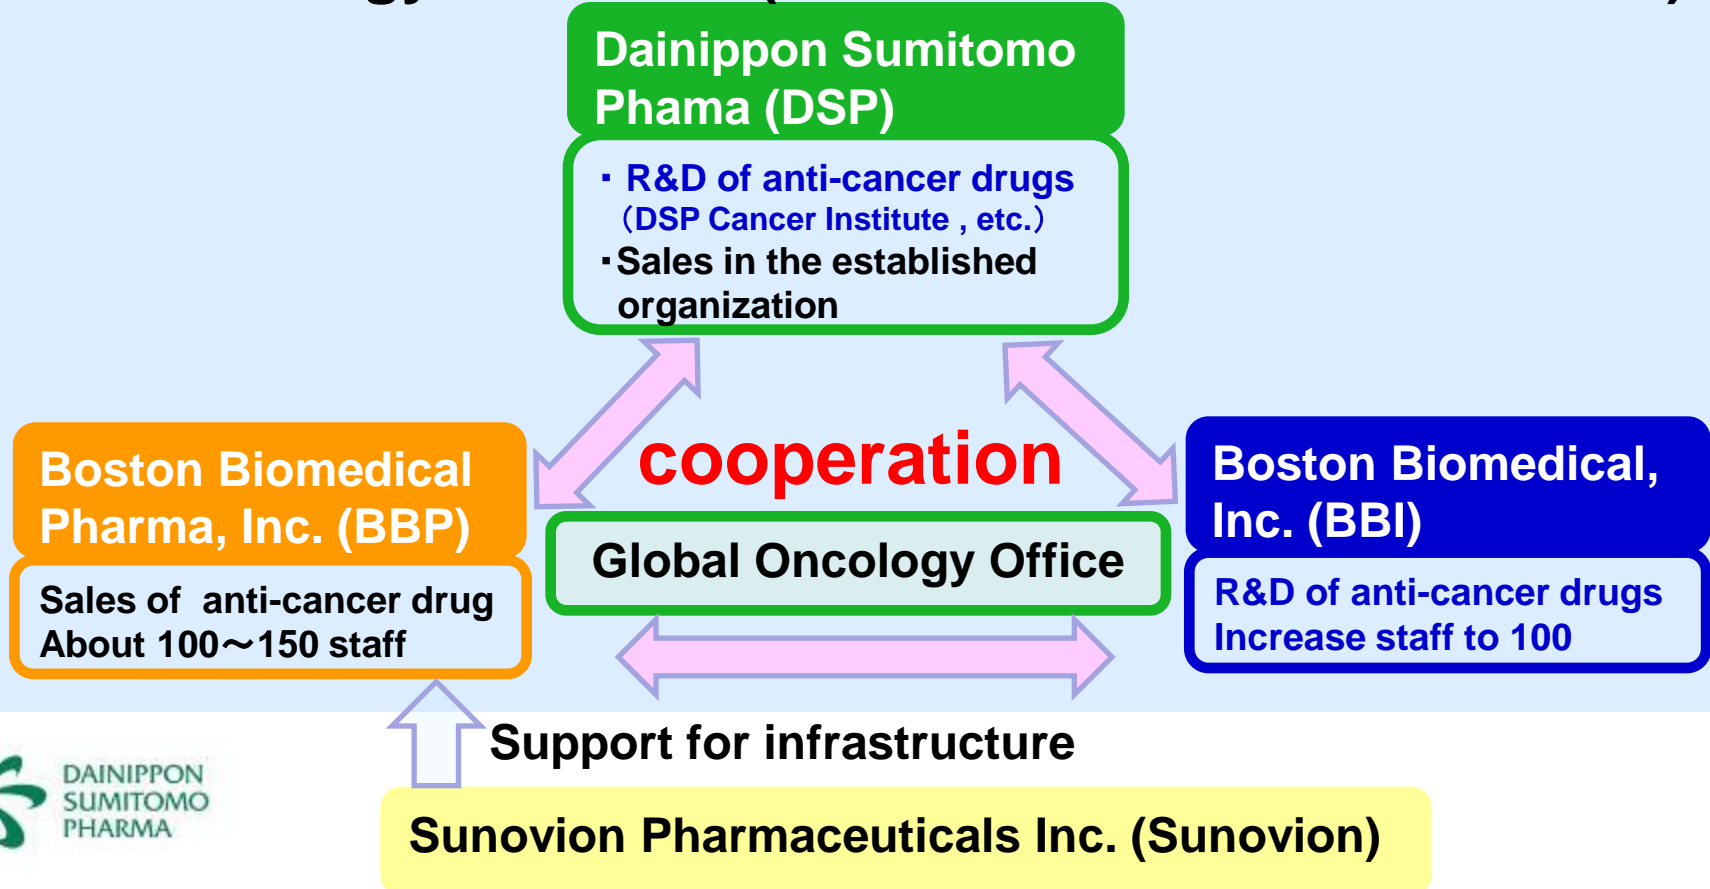 Dainippon Sumitomo
Phama (DSP)
・R&D of anti-cancer drugs
（DSP Cancer Institute , etc.）
・Sales in the established
organization
cooperation
Boston Biomedical
Pharma, Inc. (BBP)
Boston Biomedical,
Inc. (BBI)
Global Oncology Office
Sales of anti-cancer drug
About 100～150 staff
R&D of anti-cancer drugs
Increase staff to 100
Support for infrastructure
DAINIPPON
SUMITOMO
PHARMA
Sunovion Pharmaceuticals Inc. (Sunovion)